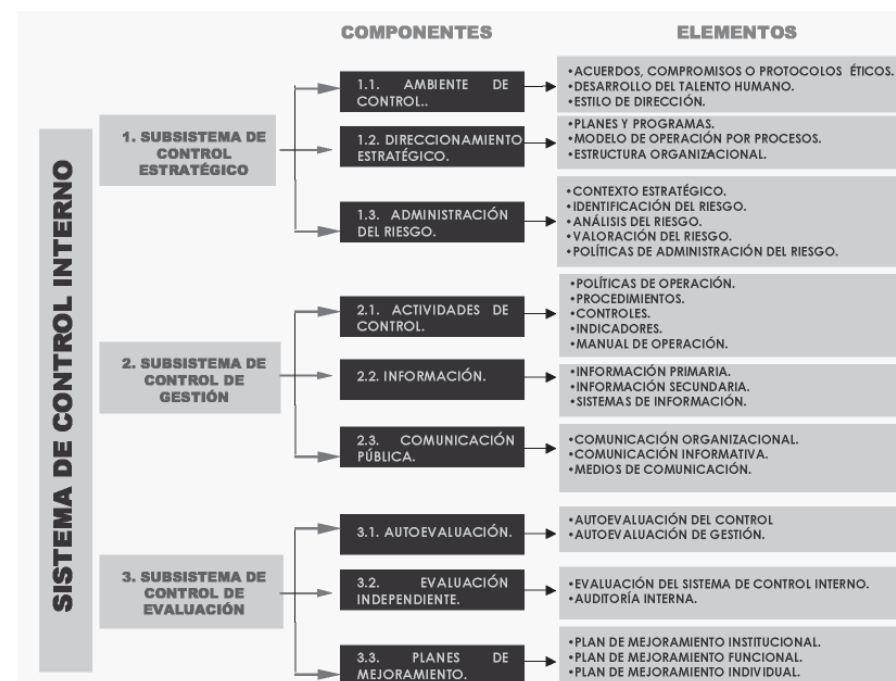 COMPONENTES
ELEMENTOS
SISTEMA DE CONTROL INTERNO
1. SUBSISTEMA DE
CONTROL
ESTRATÉGICO
1.1. AMBIENTE DE
CONTROL..
•ACUERDOS, COMPROMISOS O PROTOCOLOS ÉTICOS.
•DESARROLLO DEL TALENTO HUMANO.
•ESTILO DE DIRECCIÓN.
1.2. DIRECCIONAMIENTO
ESTRATÉGICO.
•PLANES Y PROGRAMAS.
•MODELO DE OPERACIÓN POR PROCESOS.
•ESTRUCTURA ORGANIZACIONAL.
1.3. ADMINISTRACIÓN
DEL RIESGO.
•CONTEXTO ESTRATÉGICO.
•IDENTIFICACIÓN DEL RIESGO.
•ANÁLISIS DEL RIESGO.
•VALORACIÓN DEL RIESGO.
•POLÍTICAS DE ADMINISTRACIÓN DEL RIESGO.
2. SUBSISTEMA DE
CONTROL DE
GESTIÓN
2.1. ACTIVIDADES DE
CONTROL.
•POLÍTICAS DE OPERACIÓN.
•PROCEDIMIENTOS.
•CONTROLES.
•INDICADORES.
•MANUAL DE OPERACIÓN.
2.2. INFORMACIÓN.
•INFORMACIÓN PRIMARIA.
•INFORMACIÓN SECUNDARIA.
•SISTEMAS DE INFORMACIÓN.
2.3. COMUNICACIÓN
PÚBLICA.
•COMUNICACIÓN ORGANIZACIONAL.
•COMUNICACIÓN INFORMATIVA.
•MEDIOS DE COMUNICACIÓN.
3. SUBSISTEMA DE
CONTROL DE
EVALUACIÓN
3.1. AUTOEVALUACIÓN.
•AUTOEVALUACIÓN DEL CONTROL
•AUTOEVALUACIÓN DE GESTIÓN.
3.2. EVALUACIÓN
INDEPENDIENTE.
•EVALUACIÓN DEL SISTEMA DE CONTROL INTERNO.
•AUDITORÍA INTERNA.
3.3. PLANES DE
MEJORAMIENTO.
•PLAN DE MEJORAMIENTO INSTITUCIONAL.
•PLAN DE MEJORAMIENTO FUNCIONAL.
•PLAN DE MEJORAMIENTO INDIVIDUAL.